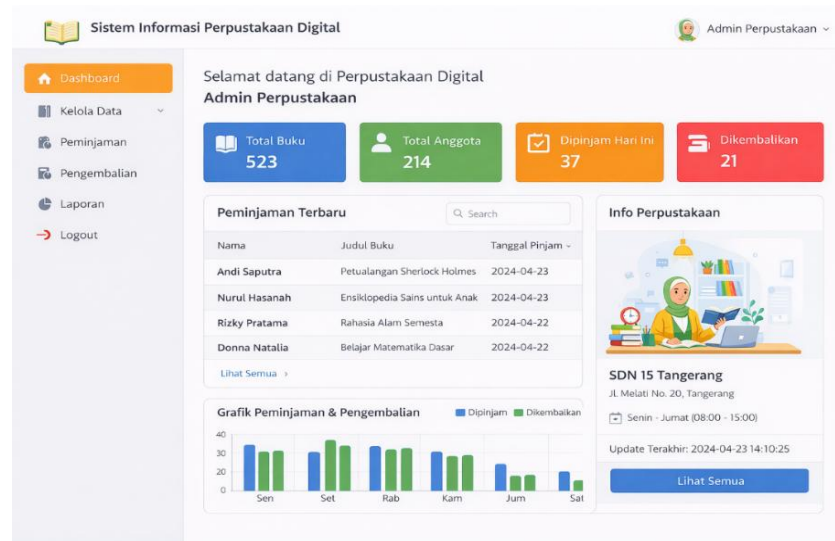 Sistem Informasi Perpustakaan Digital
Admin Perpustakaan
Dashboard
Kelola Data
Peminjaman
Pengembalian
Laporan
Logout
Selamat datang di Perpustakaan Digital
Admin Perpustakaan
Total Buku
523
Total Anggota
214
Dipinjam Hari Ini
37
Dikembalikan
21
Peminjaman Terbaru
Search
Nama Judul Buku Tanggal Pinjam
Andi Saputra Petualangan Sherlock Holmes 2024-04-23
Nurul Hasanah Ensiklopedia Sains untuk Anak 2024-04-23
Rizky Pratama Rahasia Alam Semesta 2024-04-22
Donna Natalia Belajar Matematika Dasar 2024-04-22
Lihat Semua
Grafik Peminjaman & Pengembalian
Dipinjam Dikembaikan
40
30
20
0
Sen Set Rab Kam Jum Sat
Info Perpustakaan
SDN 15 Tangerang
Jl. Melati No. 20, Tangerang
Senin - Jumat (08:00 - 15:00)
Update Terakhir: 2024-04-23 14:10:25
Lihat Semua